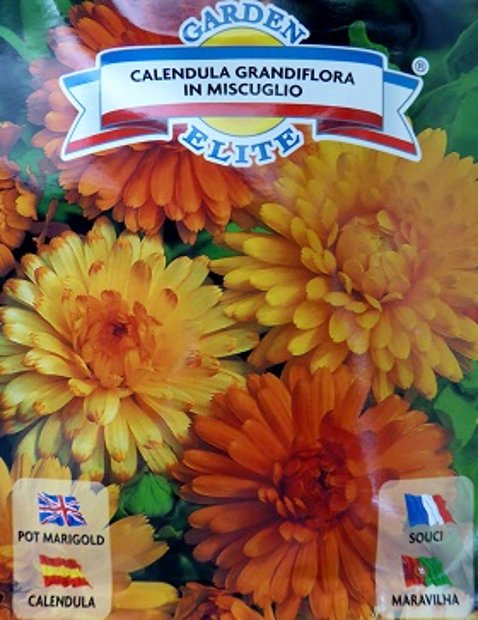 GARDEN
CALENDULA GRANDIFLORA
IN MISCUGLIO
®
ELITE
POT MARIGOLD
SOUCI
CALENDULA
MARAVILHA